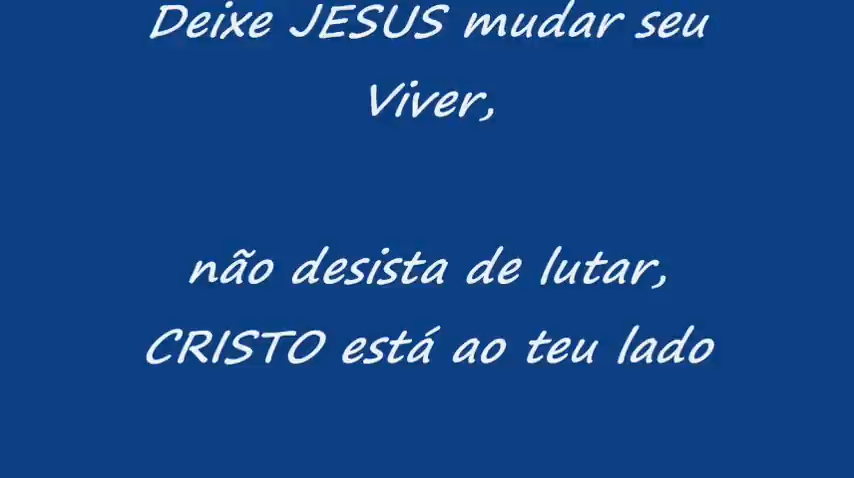 Deixe JESUS mudar seu
Viver,
não desista de lutar,
CRISTO está ao teu lado